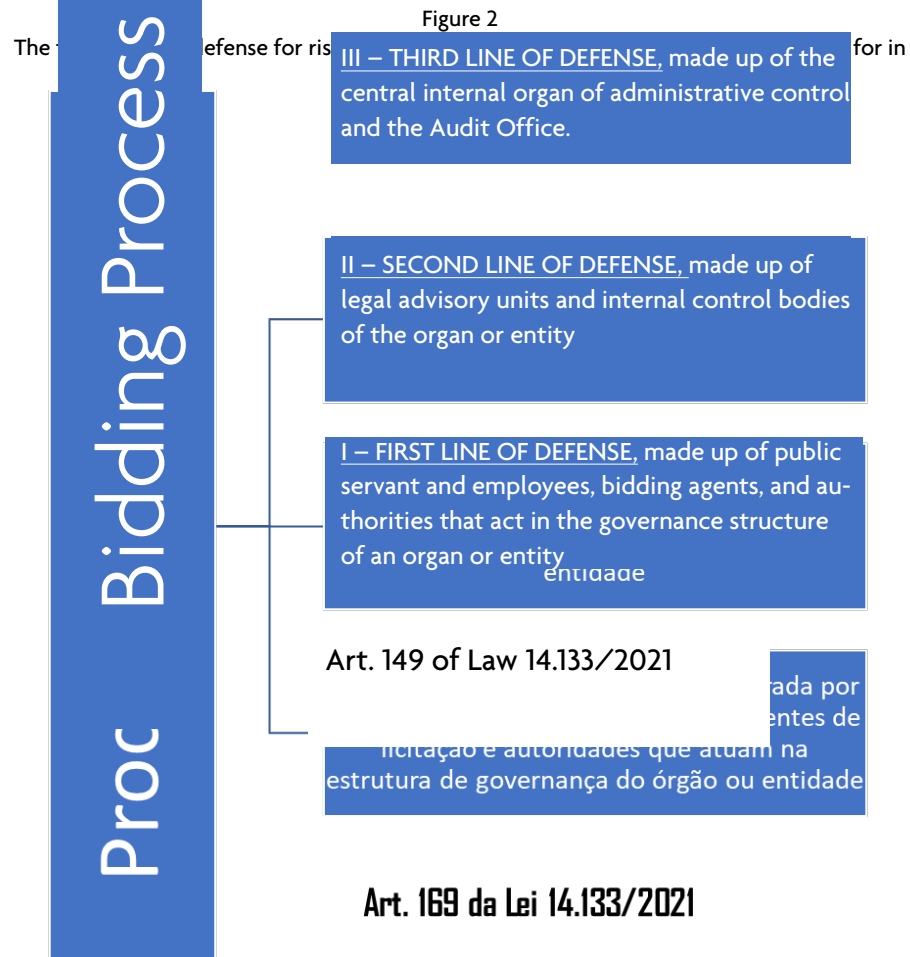 Figure 2
The
efense for ris
for in
Bidding Process
Proc
III – THIRD LINE OF DEFENSE, made up of the
central internal organ of administrative control
and the Audit Office.
II – SECOND LINE OF DEFENSE, made up of
legal advisory units and internal control bodies
of the organ or entity
I – FIRST LINE OF DEFENSE, made up of public
servant and employees, bidding agents, and au-
thorities that act in the governance structure
of an organ or entity
entidade
Art. 149 of Law 14.133/2021
rada por
entes de
licitação e autoridades que atuam na
estrutura de governança do órgão ou entidade
Art. 169 da Lei 14.133/2021